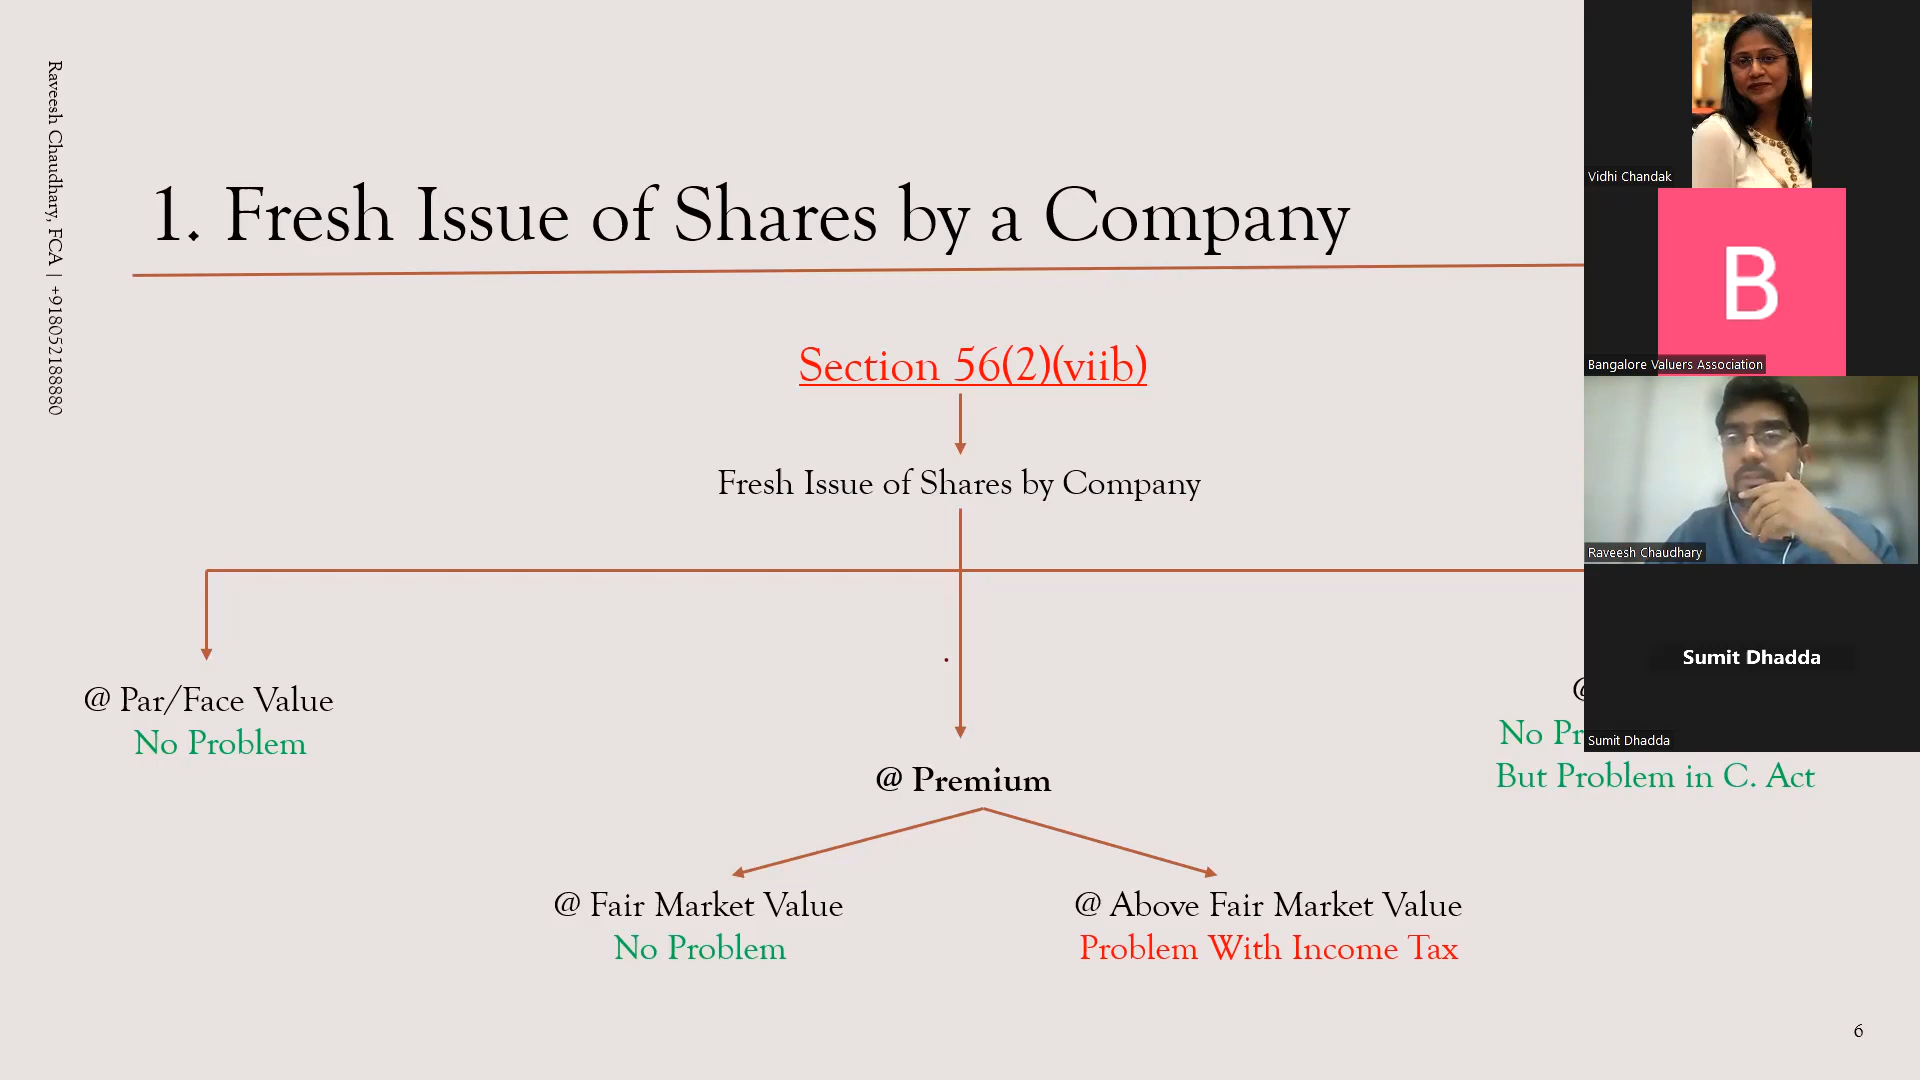 Raveesh Chaudhary, FCA | +918052188880
1. Fresh Issue of Shares by a Company
Section 56(2)(viib)
Fresh Issue of Shares by Company
@ Par/Face Value
No Problem
@ Premium
@ Fair Market Value
No Problem
@ Above Fair Market Value
Problem With Income Tax
@
No
But Problem in C. Act
6
Vidhi Chandak
B
Bangalore Valuers Association
Raveesh Chaudhary
Sumit Dhadda
Sumit Dhadda